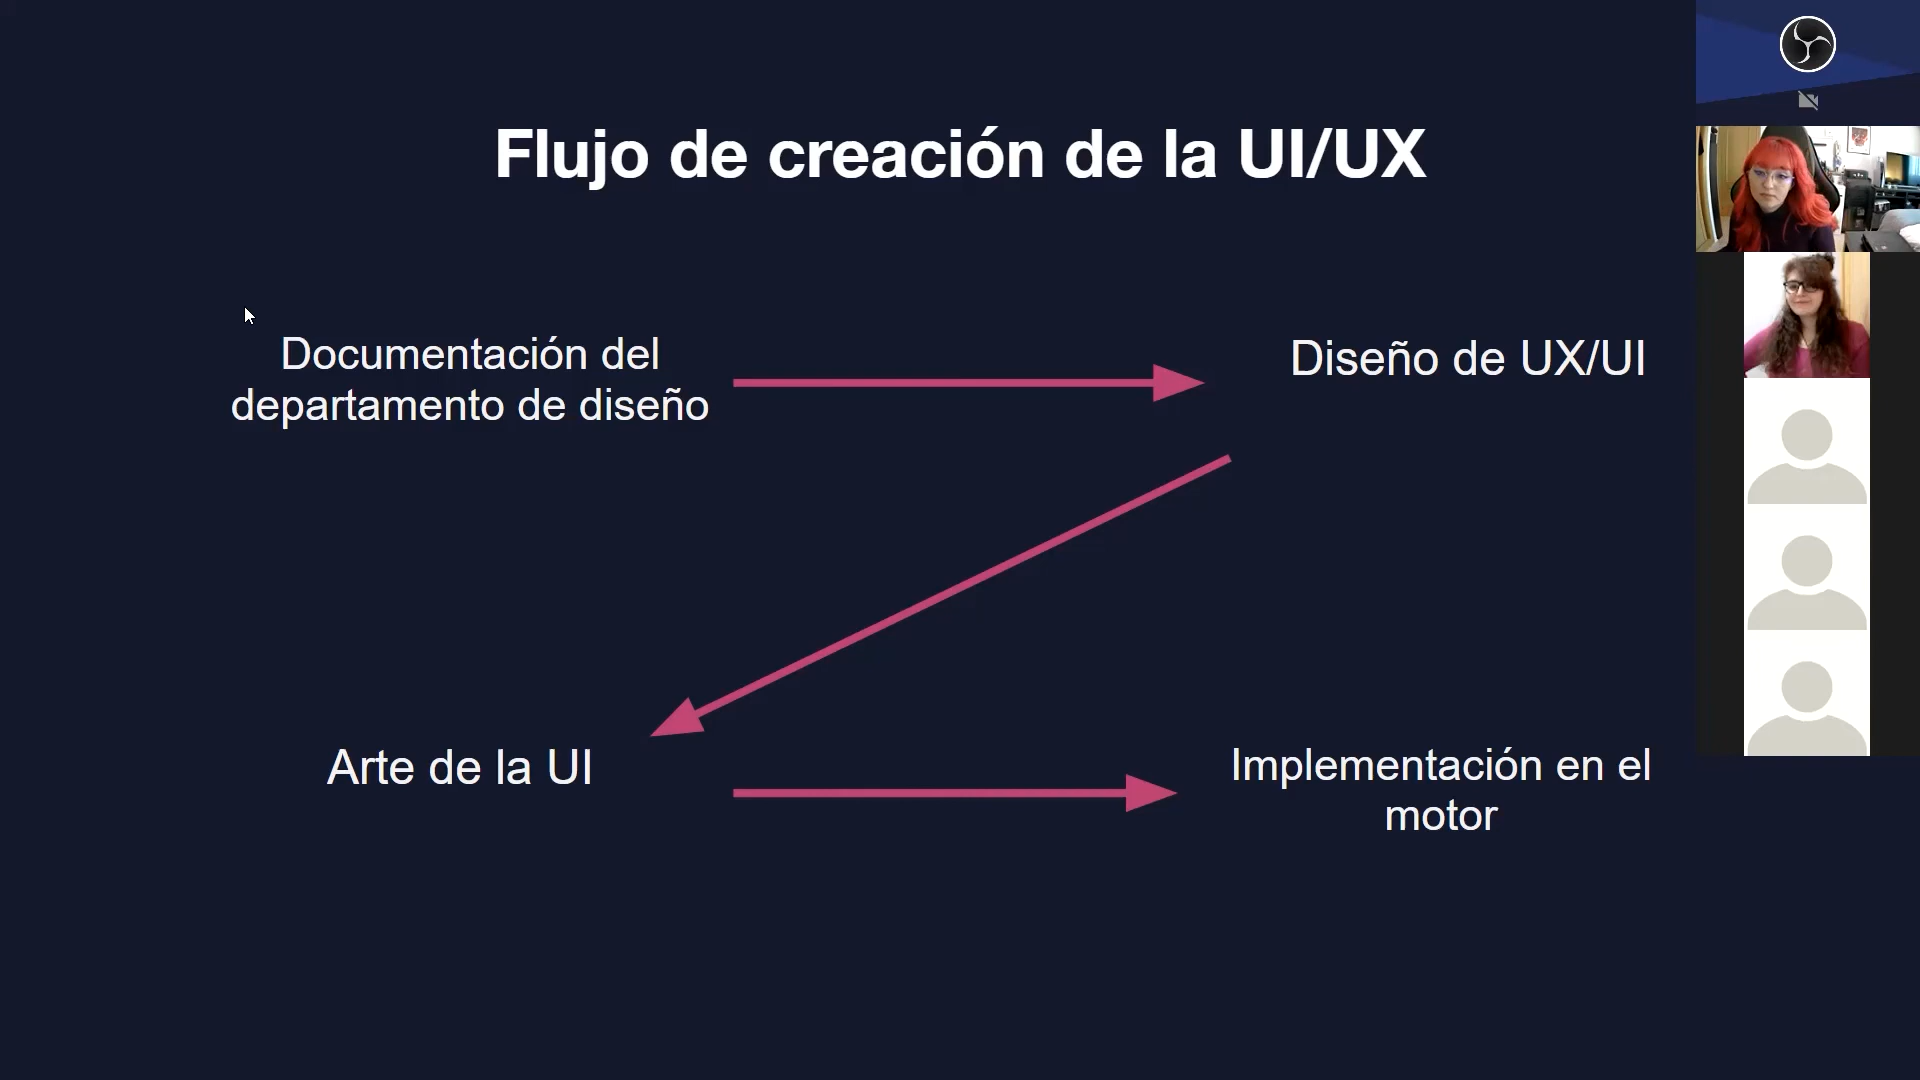 Flujo de creación de la UI/UX
Documentación del
departamento de diseño
Diseño de UX/UI
Arte de la UI
Implementación en el
motor